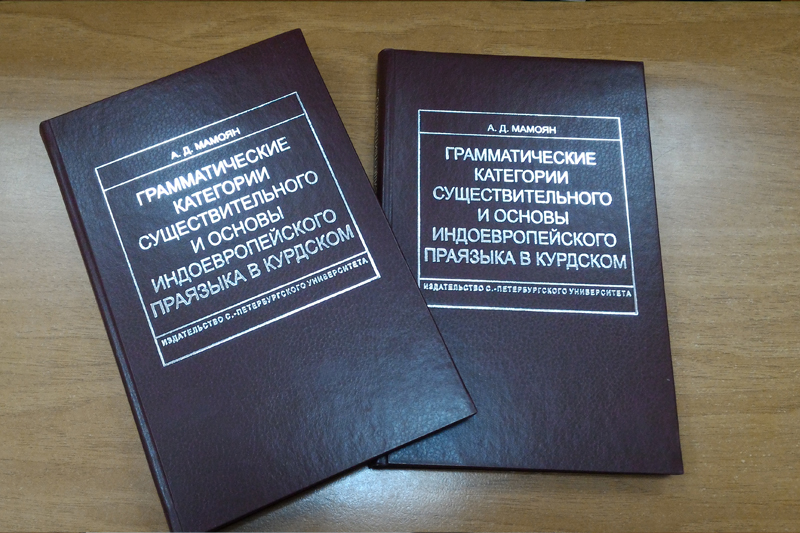 А. Д. МАМОЯН
ГРАММАТИЧЕСКИЕ
КАТЕГОРИИ
СУЩЕСТВИТЕЛЬНОГО
И ОСНОВЫ
ИНДОЕВРОПЕЙСКОГО
ПРАЯЗЫКА В КУРДСКОМ
ИЗДАТЕЛЬСТВО С.-ПЕТЕРБУРГСКОГО УНИВЕРСИТЕТА
А. Д. МАМОЯН
ГРАММАТИЧЕСКИЕ
КАТЕГОРИИ
СУЩЕСТВИТЕЛЬНОГО
И ОСНОВЫ
ИНДОЕВРОПЕЙСКОГО
ПРАЯЗЫКА В КУРДСКОМ
ИЗДАТЕЛЬСТВО С.-ПЕТЕРБУРГСКОГО УНИВЕРСИТЕТА